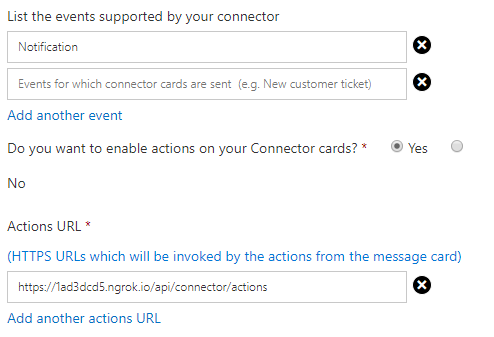 List the events supported by your connector
Notification
Events for which connector cards are sent (e.g. New customer ticket)
Add another event
Do you want to enable actions on your Connector cards? * Yes
No
Actions URL *
(HTTPS URLs which will be invoked by the actions from the message card)
https://1ad3dcd5.ngrok.io/api/connector/actions
Add another actions URL